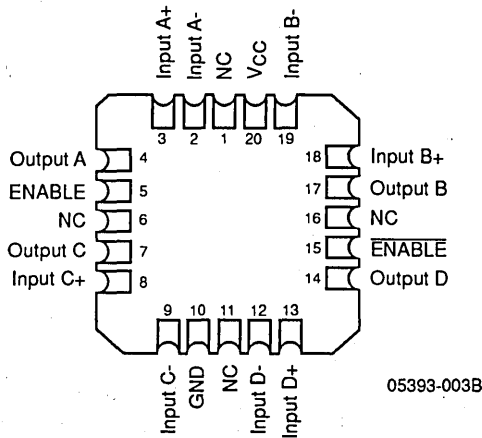 Input A+
Input A-
NC
VCC
Input B-
3
2
1
20
19
Output A 4
ENABLE 5
NC 6
Output C 7
Input C+ 8
18 Input B+
17 Output B
16 NC
15 ENABLE
14 Output D
9
10
11
12
13
Input C-
GND
NC
Input D-
Input D+
05393-003B